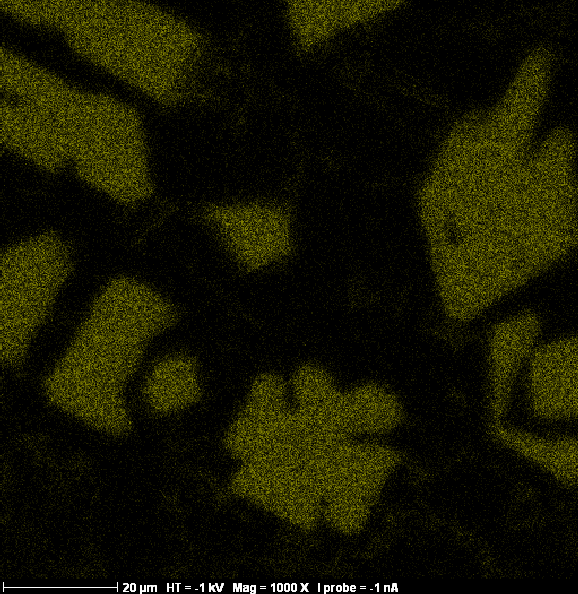 20 µm HT = -1 kV Mag = 1000 X I probe = -1 nA